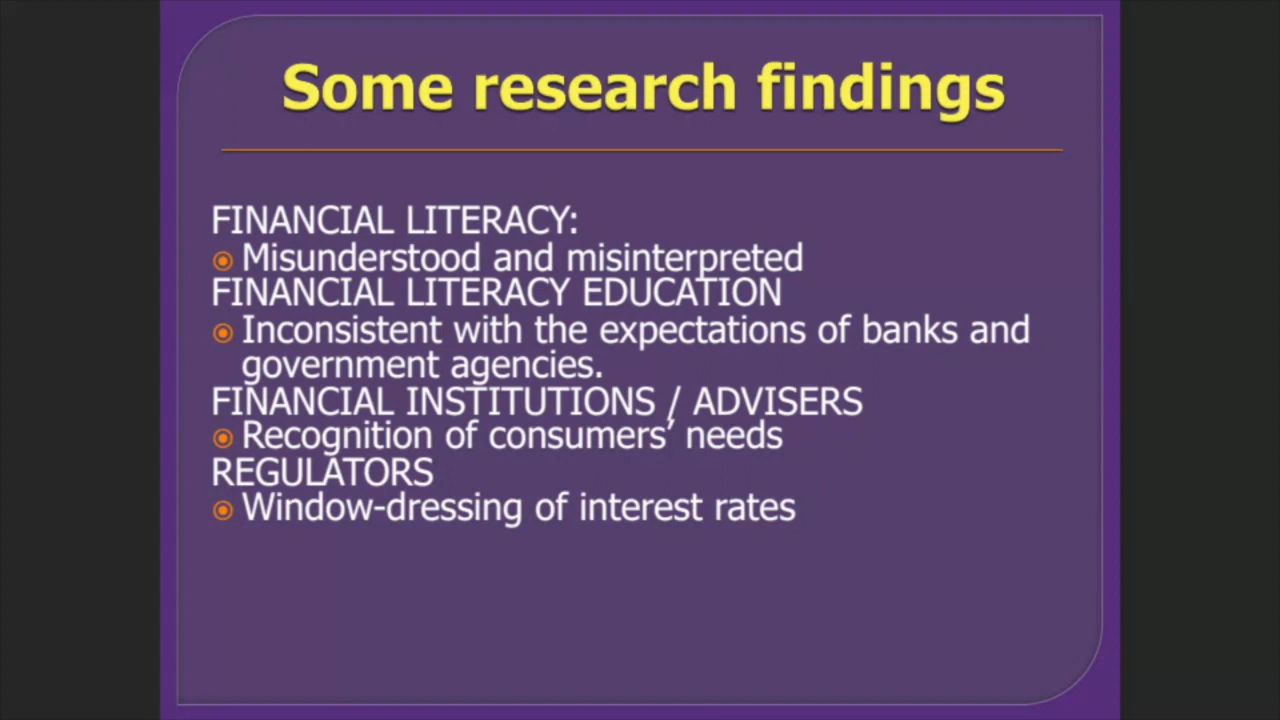 Some research findings
FINANCIAL LITERACY:
Misunderstood and misinterpreted
FINANCIAL LITERACY EDUCATION
Inconsistent with the expectations of banks and
government agencies.
FINANCIAL INSTITUTIONS / ADVISERS
Recognition of consumers’ needs
REGULATORS
Window-dressing of interest rates